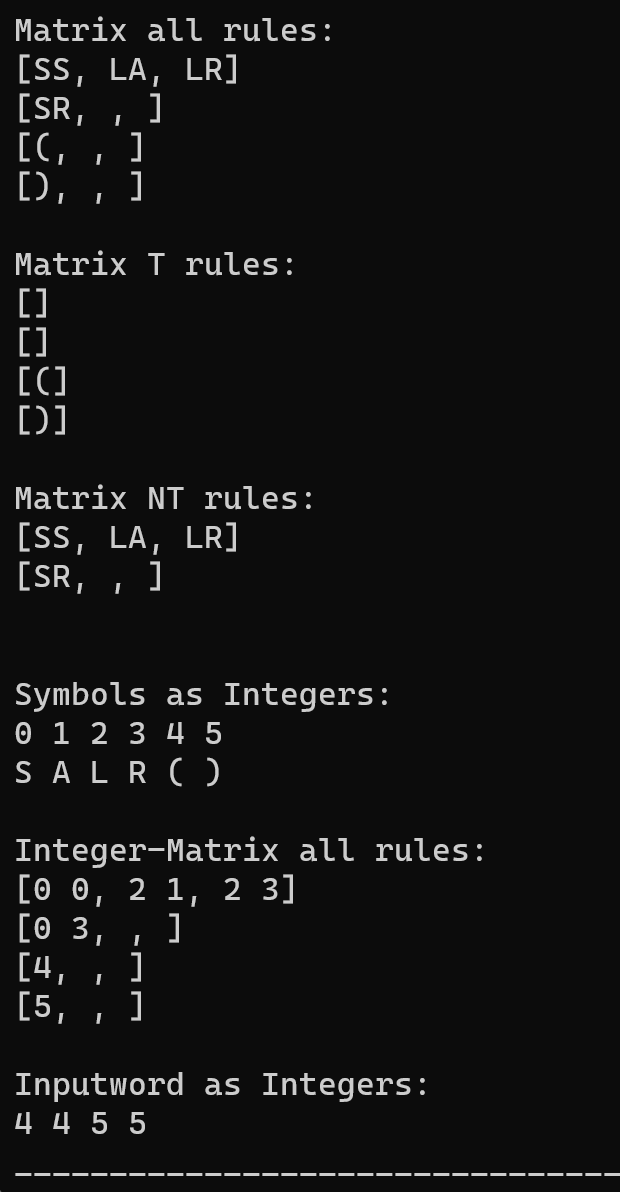 Matrix all rules:
[SS, LA, LR]
[SR, , ]
[(, , ]
[), , ]
Matrix T rules:
[]
[]
[(]
[)]
Matrix NT rules:
[SS, LA, LR]
[SR, , ]
Symbols as Integers:
0 1 2 3 4 5
S A L R ( )
Integer-Matrix all rules:
[0 0, 2 1, 2 3]
[0 3, , ]
[4, , ]
[5, , ]
Inputword as Integers:
4 4 5 5
--------------------------------